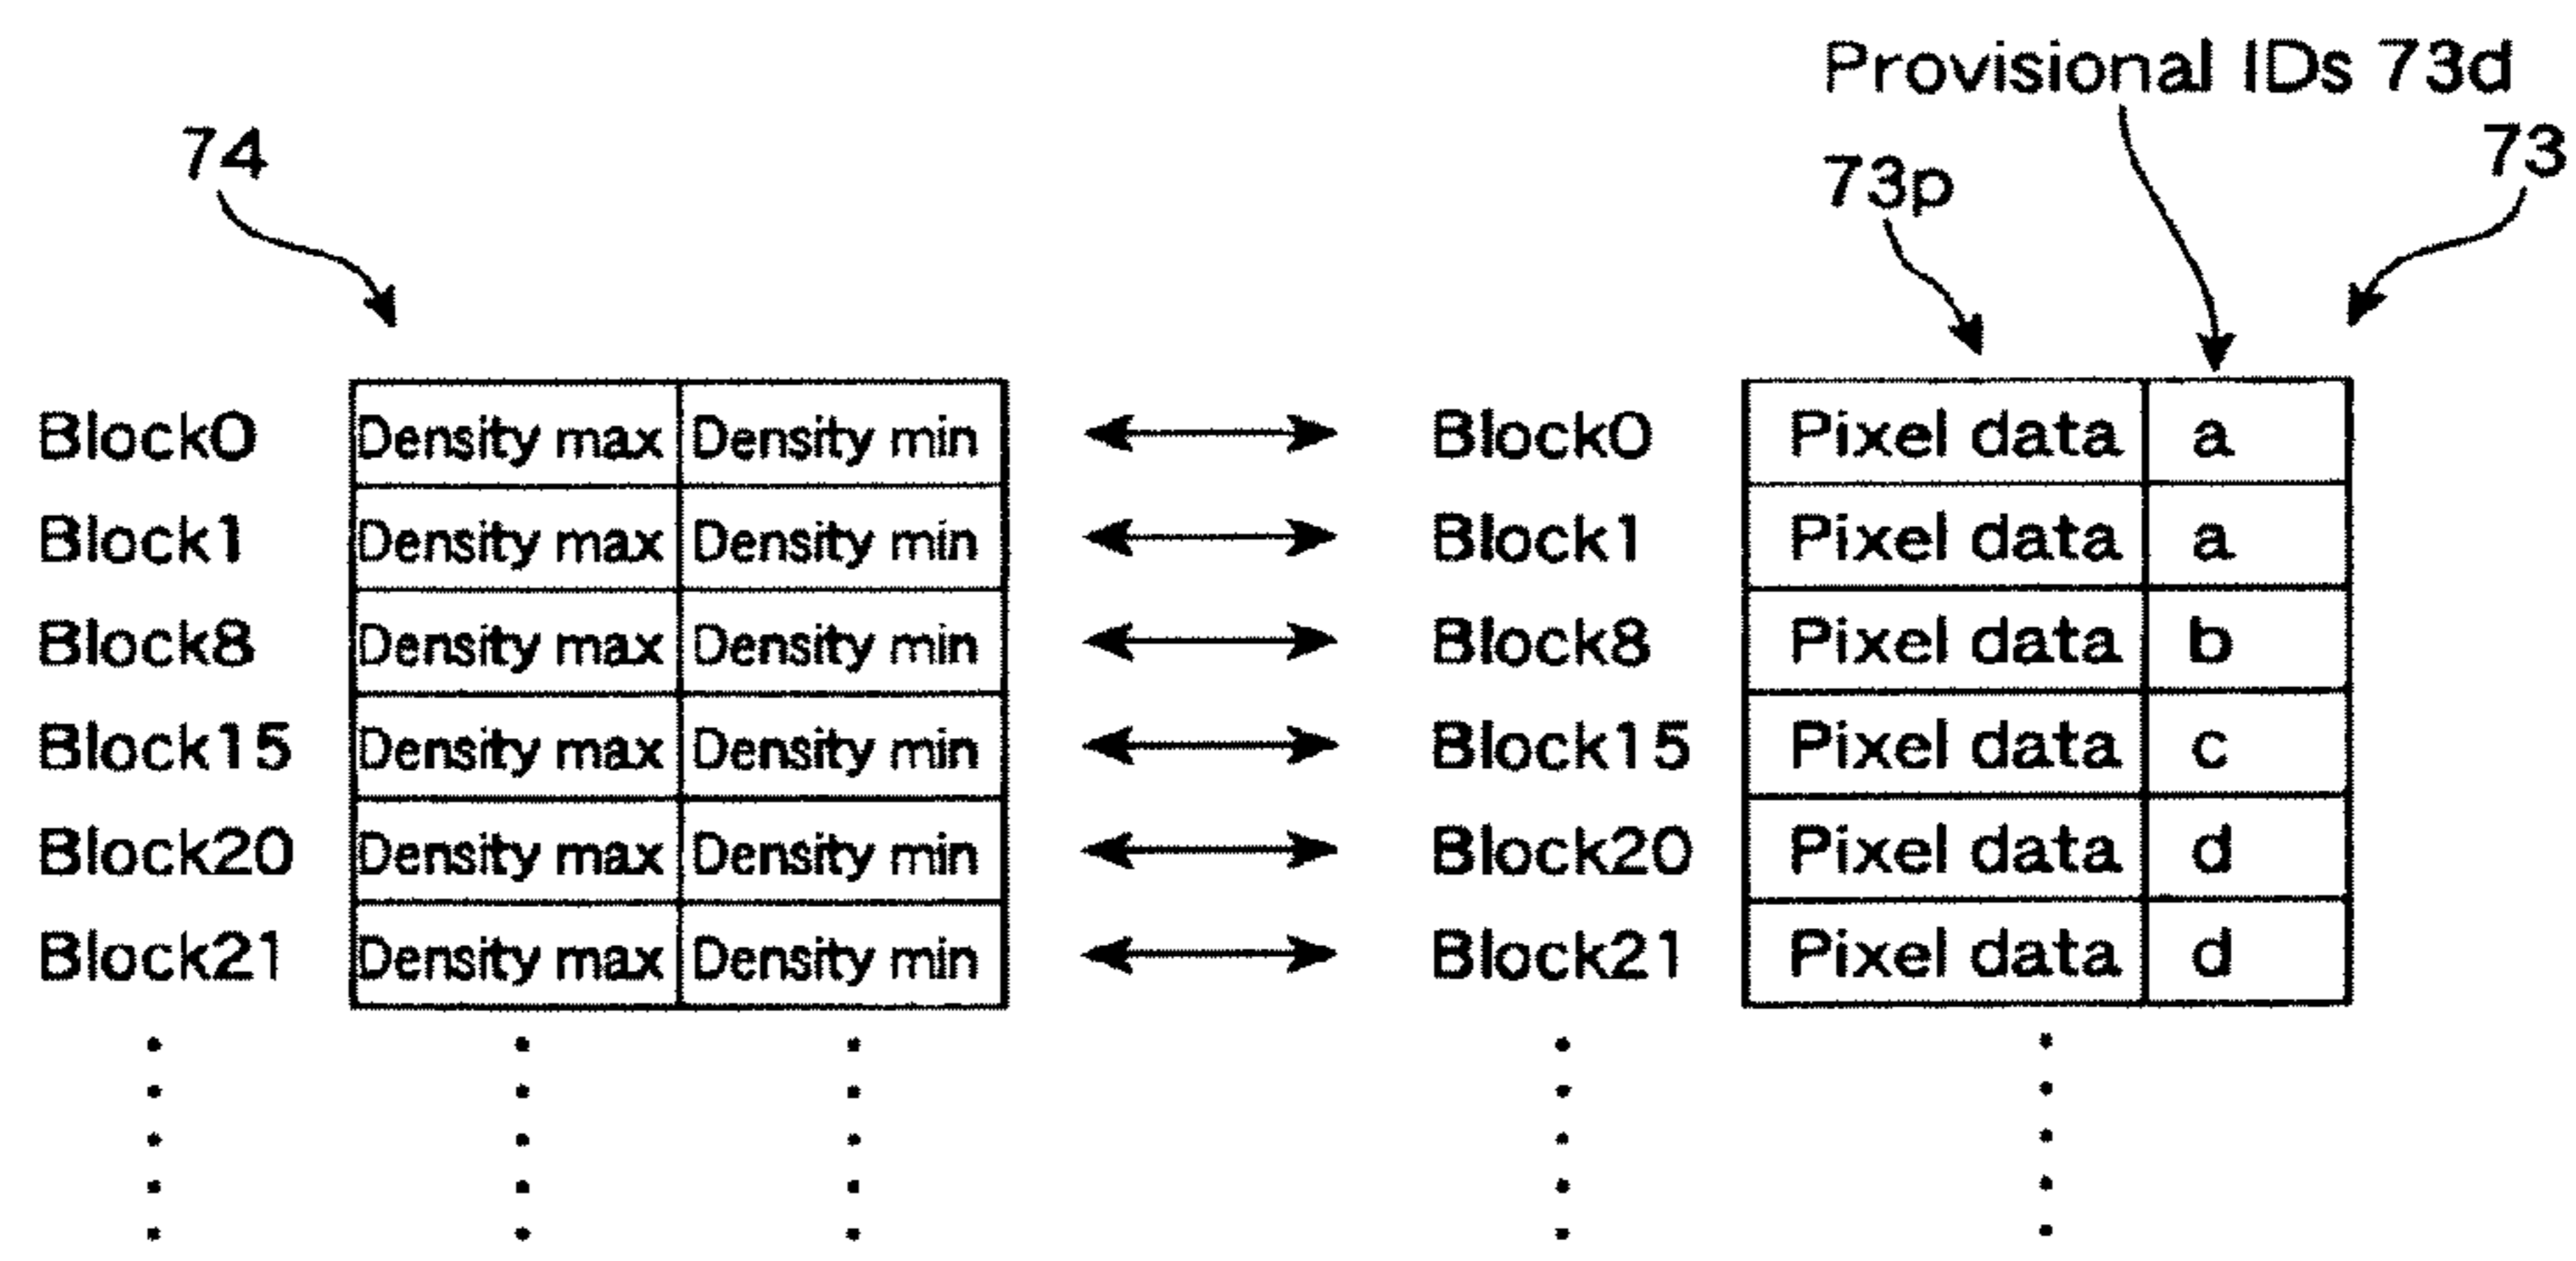 Provisional IDs 73d
74
73p
73
Block0 Density max Density min Block0 Pixel data a
Block1 Density max Density min Block1 Pixel data a
Block8 Density max Density min Block8 Pixel data b
Block15 Density max Density min Block15 Pixel data c
Block20 Density max Density min Block20 Pixel data d
Block21 Density max Density min Block21 Pixel data d